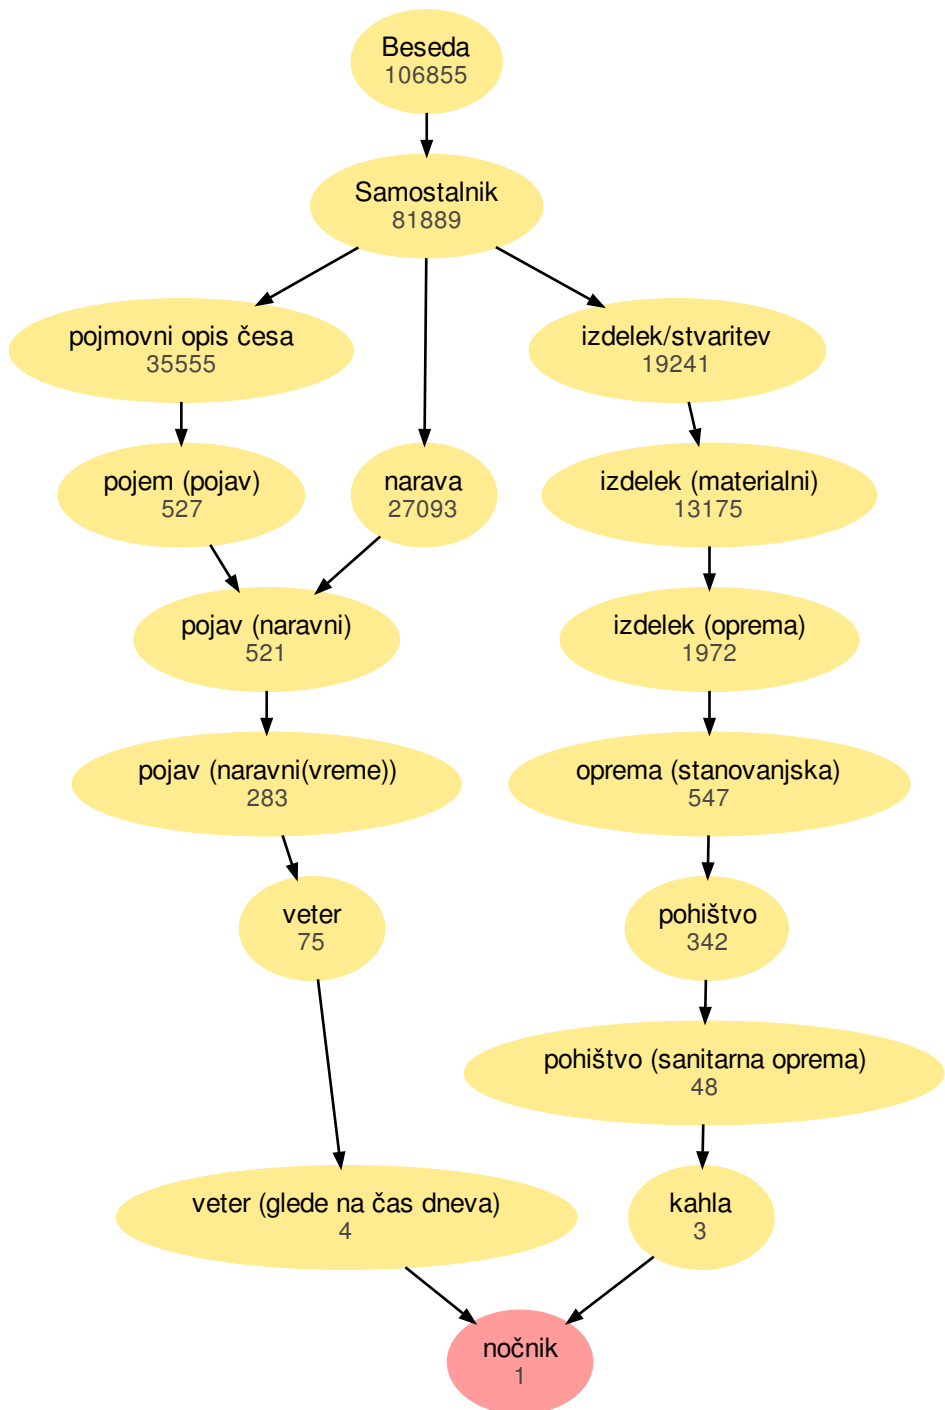 Beseda
106855
Samostalnik
81889
pojmovni opis česa
35555
izdelek/stvaritev
19241
pojem (pojav)
527
narava
27093
izdelek (materialni)
13175
pojav (naravni)
521
izdelek (oprema)
1972
pojav (naravni(vreme))
283
oprema (stanovanjska)
547
veter
75
pohištvo
342
pohištvo (sanitarna oprema)
48
veter (glede na čas dneva)
4
kahla
3
nočnik
1